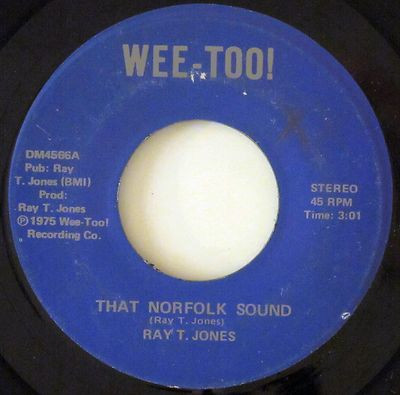 WEE-TOO!
DM4566A
Pub: Ray
T. Jones (BMI)
Prod:
Ray T. Jones
Ⓟ 1975 Wee-Too!
Recording Co.
STEREO
45 RPM
Time: 3:01
THAT NORFOLK SOUND
(Ray T. Jones)
RAY T. JONES